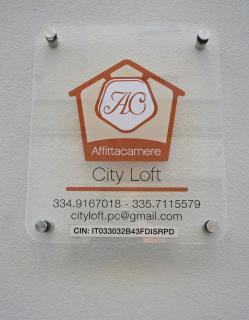 AC
Affittacamere
City Loft
334.9167018 - 335.7115579
cityloft.pc@gmail.com
CIN: IT033032B43FDISRPD